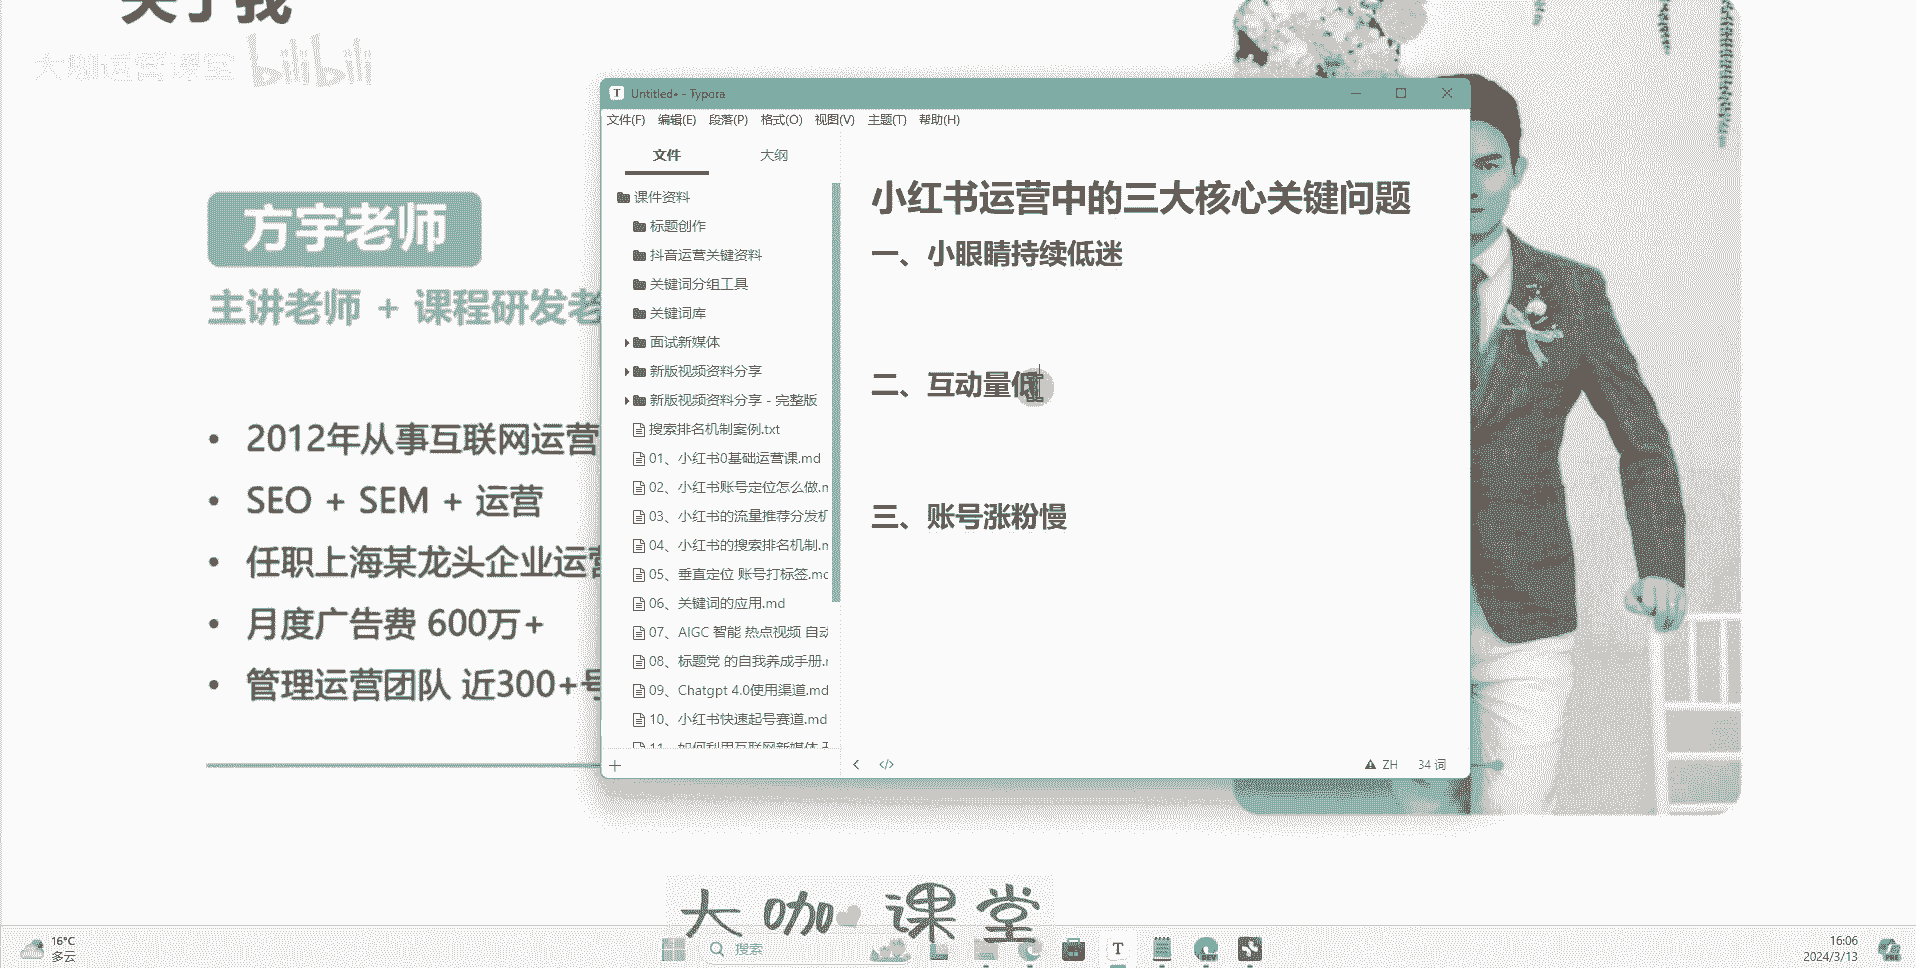 关于我
大咖运营课堂 bilibili
方宇老师
主讲老师 + 课程研发老
2012年从事互联网运营
SEO + SEM + 运营
任职上海某龙头企业运营
月度广告费 600万+
管理运营团队 近300+号
Untitled• - Typora
文件(F) 编辑(E) 段落(P) 格式(O) 视图(V) 主题(T) 帮助(H)
文件 大纲
课件资料
标题创作
抖音运营关键资料
关键词分组工具
关键词库
面试新媒体
新版视频资料分享
新版视频资料分享 - 完整版
搜索排名机制案例.txt
01、小红书0基础运营课.md
02、小红书账号定位怎么做.m
03、小红书的流量推荐分发机
04、小红书的搜索排名机制.m
05、垂直定位 账号打标签.md
06、关键词的应用.md
07、AIGC 智能 热点视频 自动
08、标题党 的自我养成手册.m
09、Chatgpt 4.0使用渠道.md
10、小红书快速起号赛道.md
11、如何利用互联网新媒体
小红书运营中的三大核心关键问题
一、小眼睛持续低迷
二、互动量低
三、账号涨粉慢
ZH 34 词
大咖课堂
16°C
多云
搜索
16:06
2024/3/13